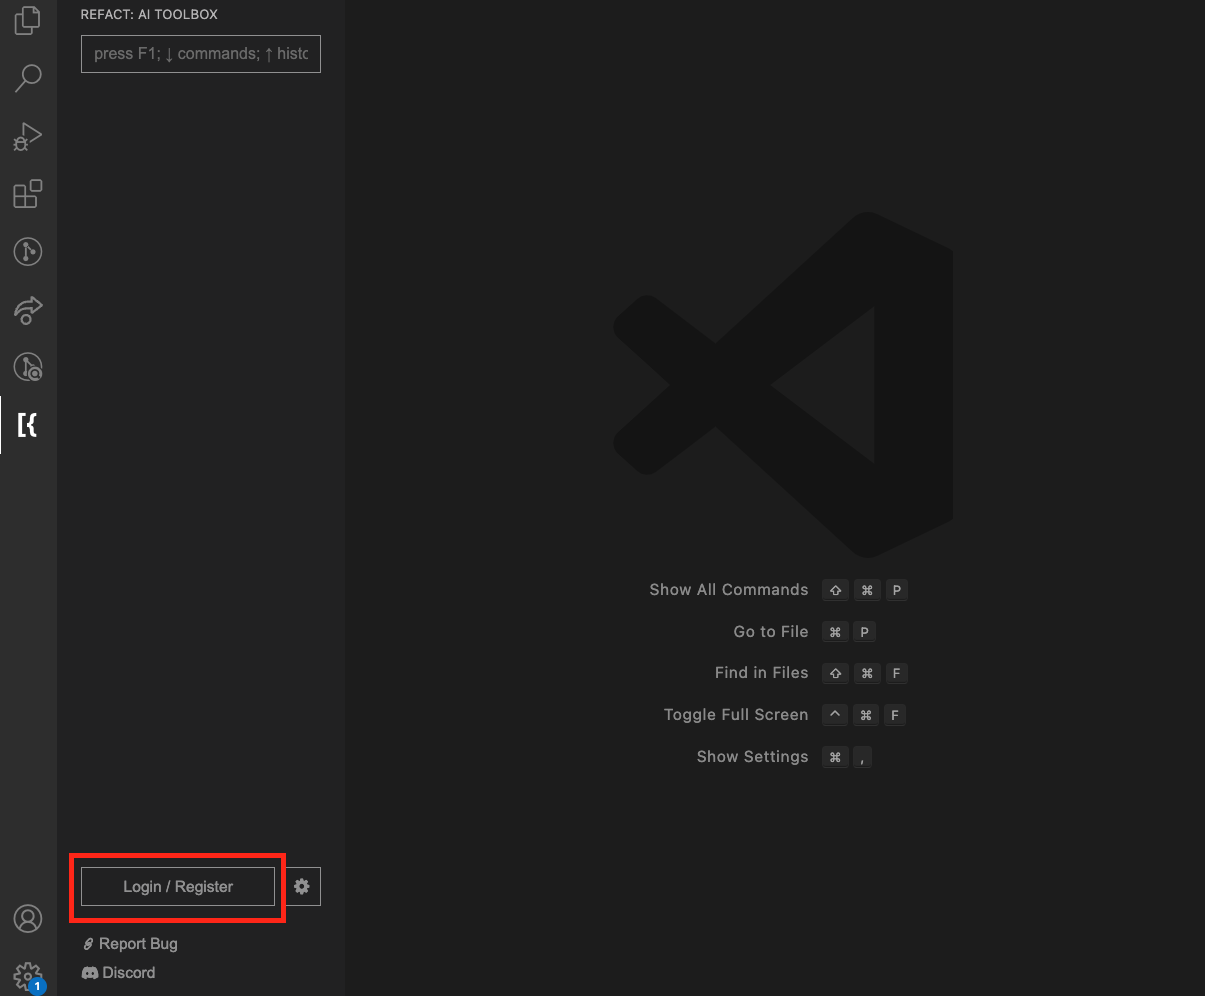 REFACT: AI TOOLBOX
press F1; ↓ commands; ↑ histo
[{
Show All Commands ⇧ ⌘ P
Go to File ⌘ P
Find in Files ⇧ ⌘ F
Toggle Full Screen ^ ⌘ F
Show Settings ⌘ ,
Login / Register
Report Bug
Discord
1